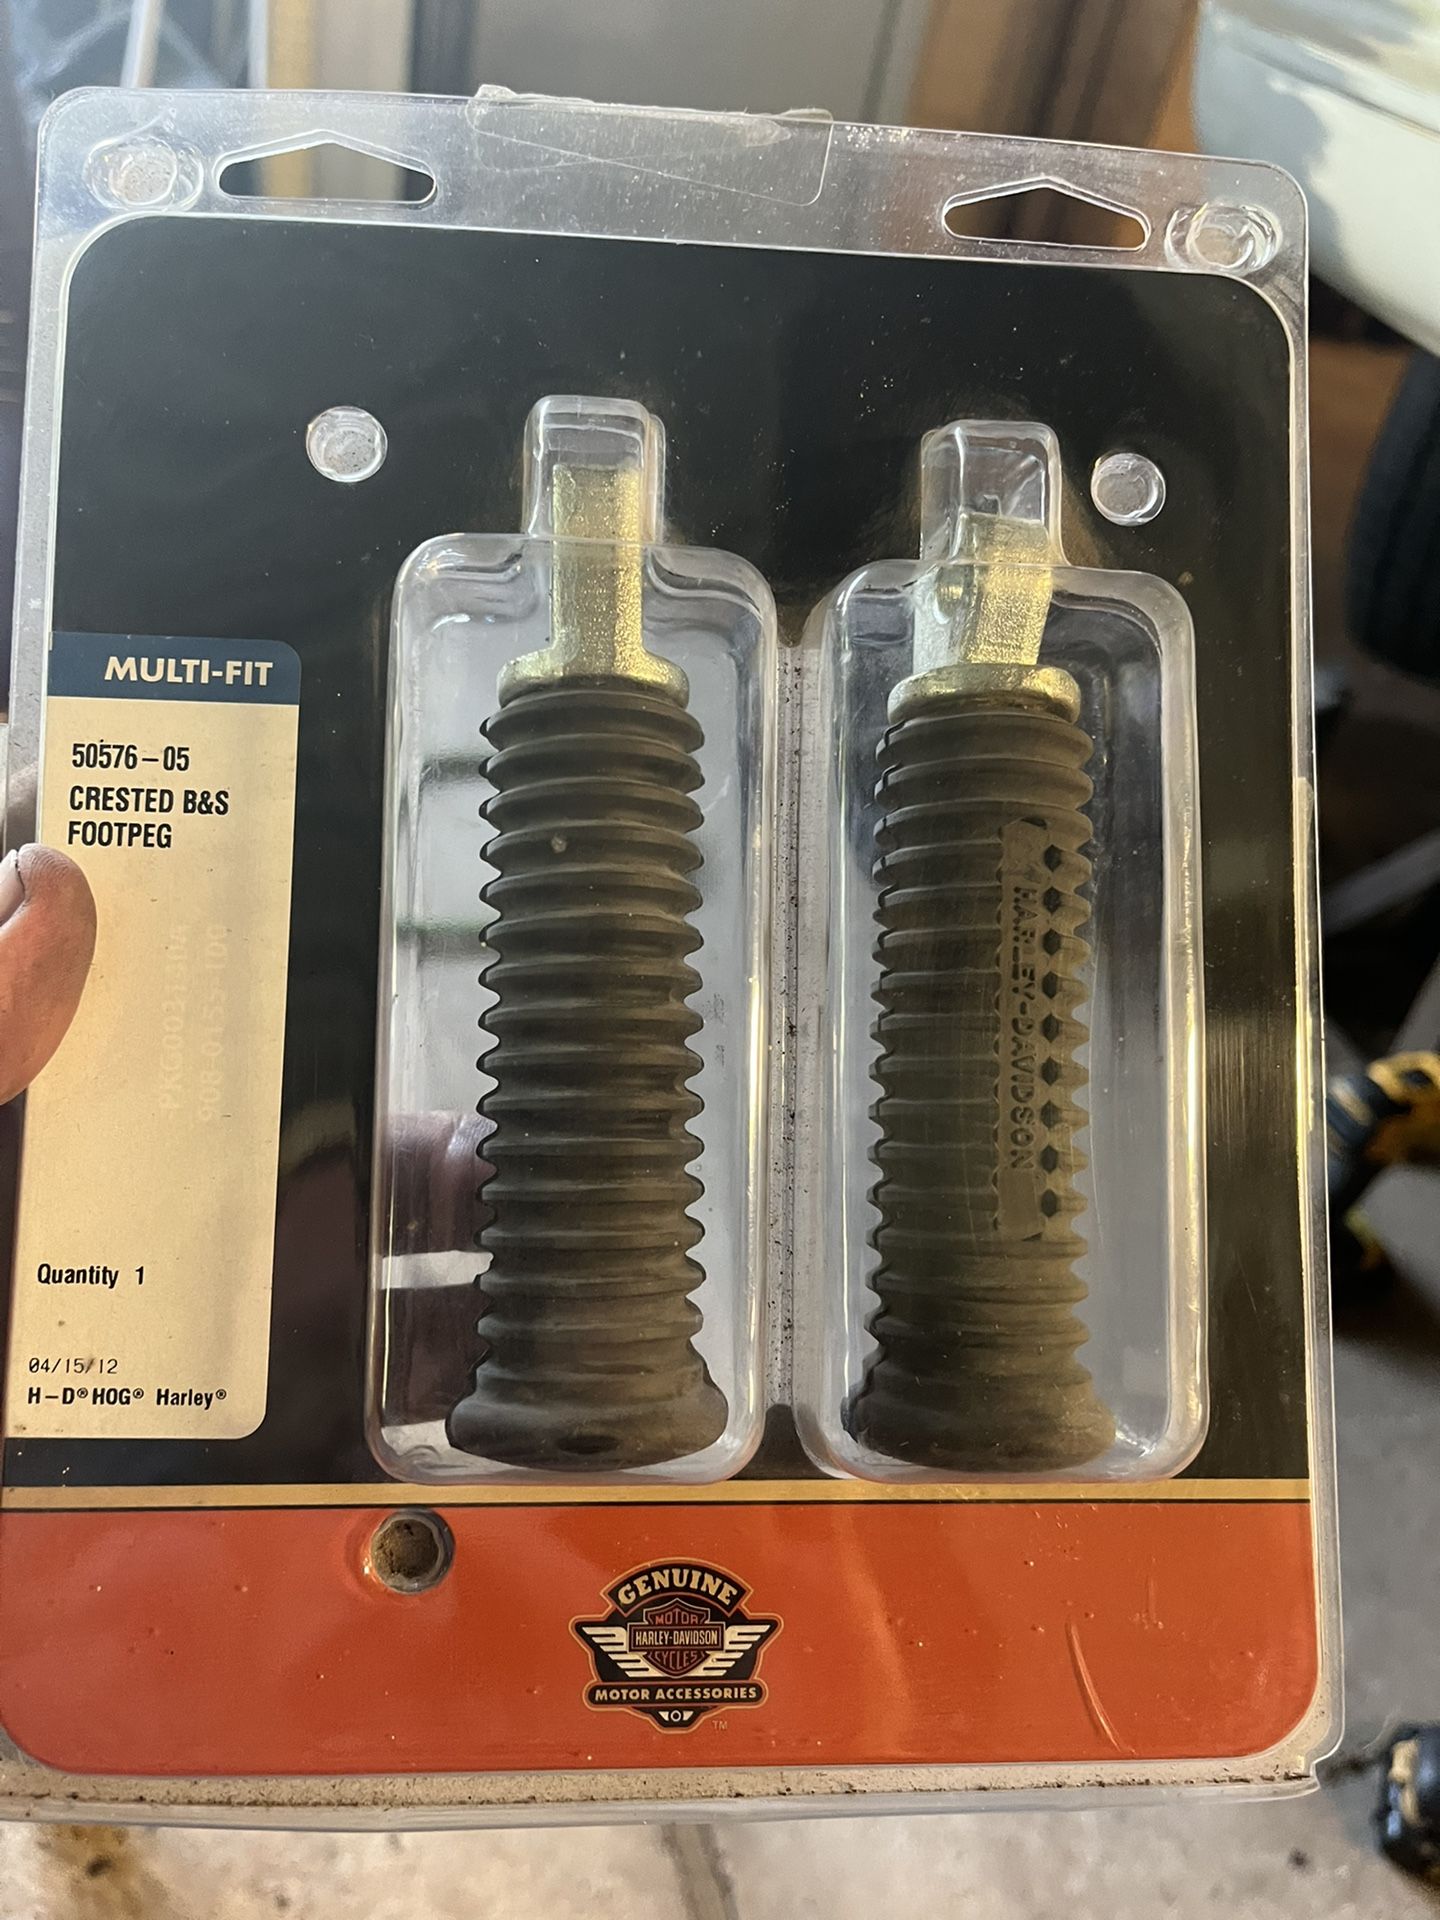 MULTI-FIT
50576-05
CRESTED B&S
FOOTPEG
Quantity 1
04/15/12
H-D® HOG® Harley®
HARLEY-DAVIDSON
GENUINE
MOTOR
HARLEY-DAVIDSON
CYCLES
MOTOR ACCESSORIES
TM